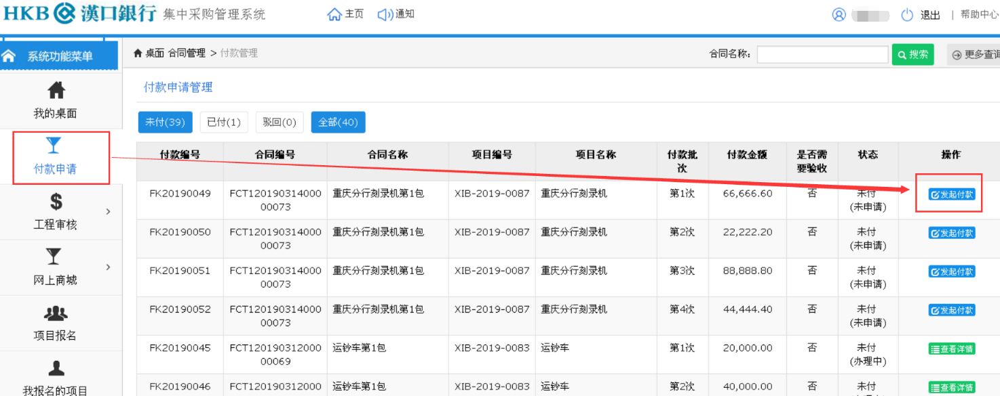 HKB 漢口銀行 集中采购管理系统 主页 通知 退出 | 帮助中心
系统功能菜单
桌面 合同管理 > 付款管理 合同名称: 搜索 更多查询
我的桌面
付款申请
工程审核
网上商城
项目报名
我报名的项目
付款申请管理
未付(39) 已付(1) 驳回(0) 全部(40)
付款编号 合同编号 合同名称 项目编号 项目名称 付款批 付款金额 是否需 状态 操作
次 要验收
FK20190049 FCT120190314000 重庆分行刻录机第1包 XIB-2019-0087 重庆分行刻录机 第1次 66,666.60 否 未付 发起付款
00073 (未申请)
FK20190050 FCT120190314000 重庆分行刻录机第1包 XIB-2019-0087 重庆分行刻录机 第2次 22,222.20 否 未付 发起付款
00073 (未申请)
FK20190051 FCT120190314000 重庆分行刻录机第1包 XIB-2019-0087 重庆分行刻录机 第3次 88,888.80 否 未付 发起付款
00073 (未申请)
FK20190052 FCT120190314000 重庆分行刻录机第1包 XIB-2019-0087 重庆分行刻录机 第4次 44,444.40 否 未付 发起付款
00073 (未申请)
FK20190045 FCT120190312000 运钞车第1包 XIB-2019-0083 运钞车 第1次 20,000.00 否 未付 查看详情
00069 (办理中)
FK20190046 FCT120190312000 运钞车第1包 XIB-2019-0083 运钞车 第2次 40,000.00 否 未付 查看详情